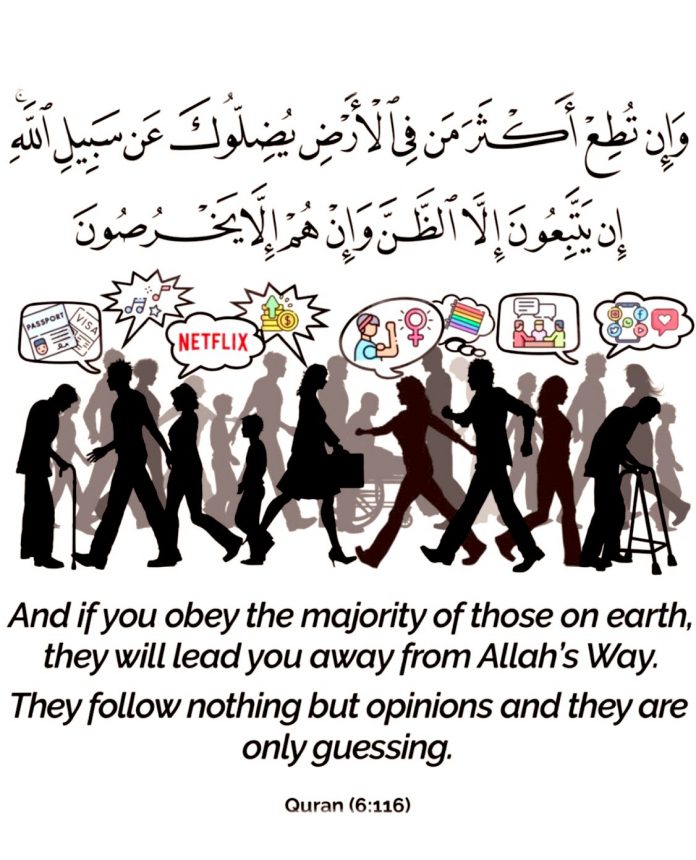 وَإِن تُطِعْ أَكْثَرَ مَن فِى ٱلْأَرْضِ يُضِلُّوكَ عَن سَبِيلِ ٱللَّهِ ۚ
إِن يَتَّبِعُونَ إِلَّا ٱلظَّنَّ وَإِنْ هُمْ إِلَّا يَخْرُصُونَ
PASSPORT
VISA
NETFLIX
And if you obey the majority of those on earth,
they will lead you away from Allah's Way.
They follow nothing but opinions and they are
only guessing.
Quran (6:116)